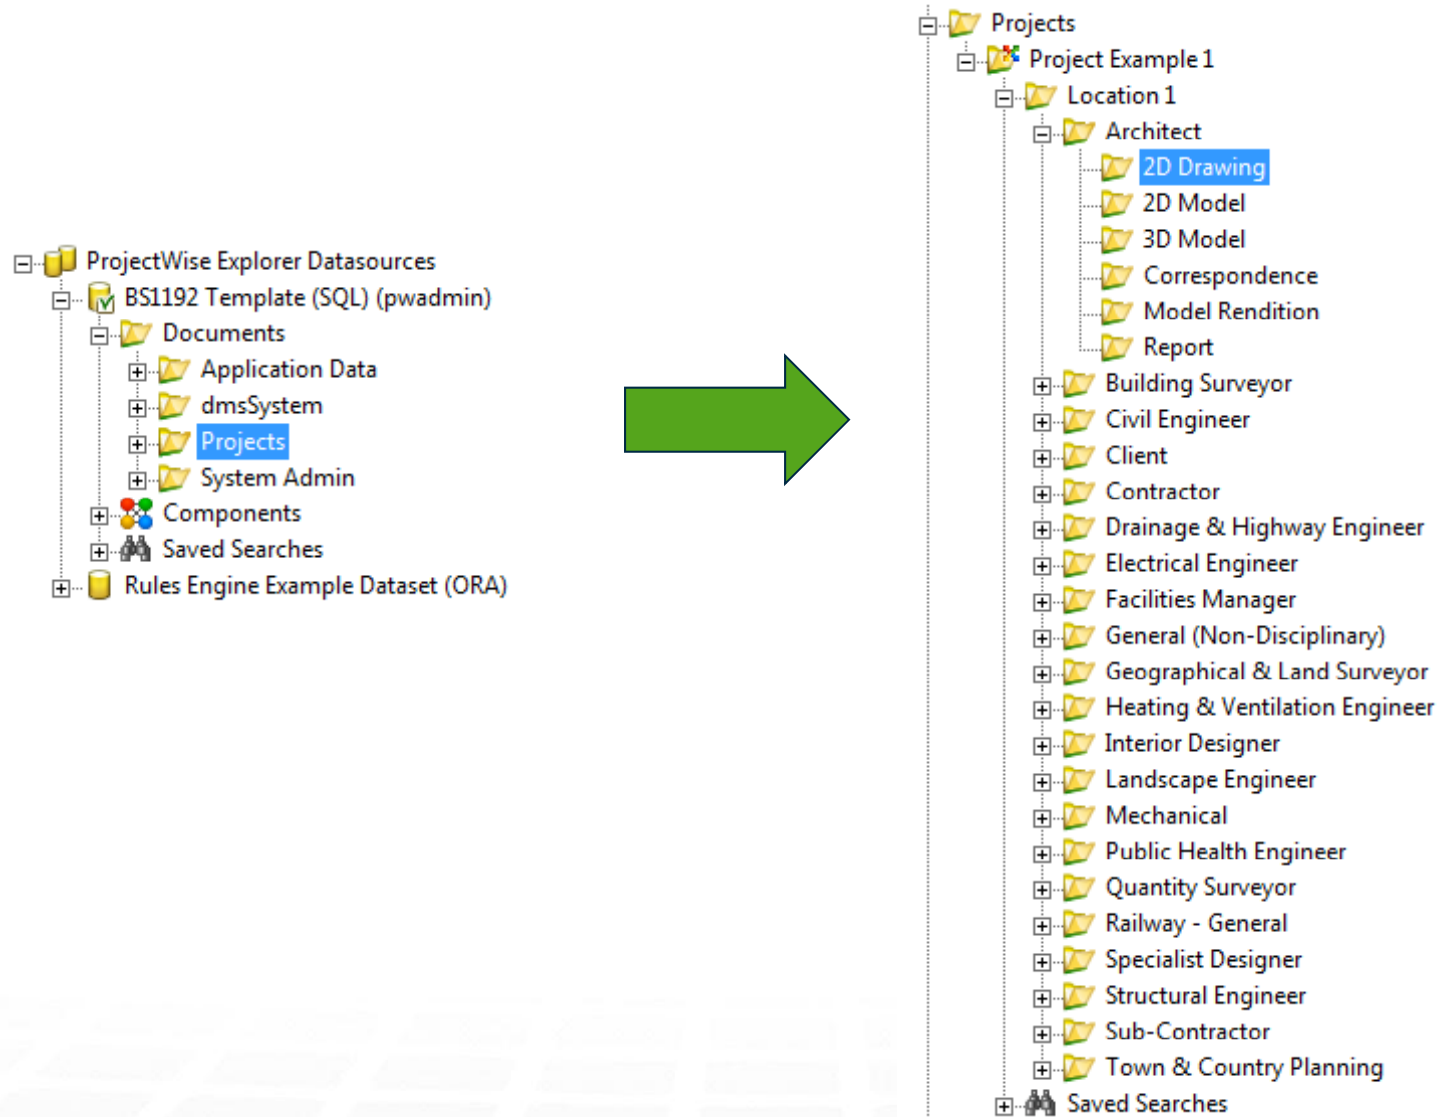 ProjectWise Explorer Datasources
BS1192 Template (SQL) (pwadmin)
Documents
Application Data
dmsSystem
Projects
System Admin
Components
Saved Searches
Rules Engine Example Dataset (ORA)
Projects
Project Example 1
Location 1
Architect
2D Drawing
2D Model
3D Model
Correspondence
Model Rendition
Report
Building Surveyor
Civil Engineer
Client
Contractor
Drainage & Highway Engineer
Electrical Engineer
Facilities Manager
General (Non-Disciplinary)
Geographical & Land Surveyor
Heating & Ventilation Engineer
Interior Designer
Landscape Engineer
Mechanical
Public Health Engineer
Quantity Surveyor
Railway - General
Specialist Designer
Structural Engineer
Sub-Contractor
Town & Country Planning
Saved Searches